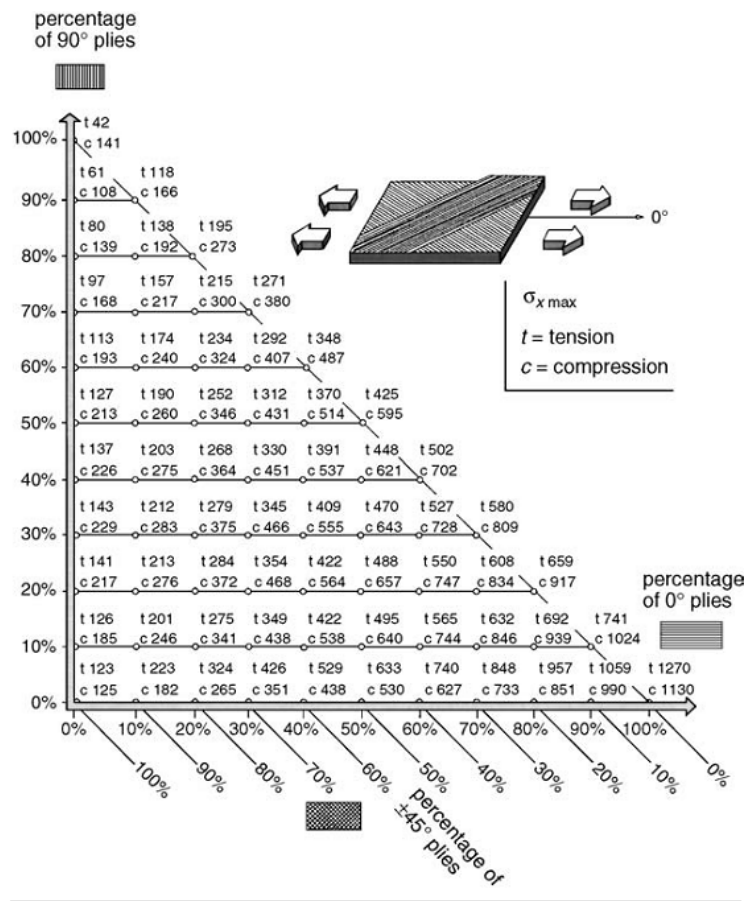 percentage
of 90° plies
100% t 42
c 141
t 61 t 118
90% c 108 c 166
t 80 t 138 t 195
80% c 139 c 192 c 273
0°
t 97 t 157 t 215 t 271
70% c 168 c 217 c 300 c 380
σx max
t = tension
c = compression
t 113 t 174 t 234 t 292 t 348
60% c 193 c 240 c 324 c 407 c 487
t 127 t 190 t 252 t 312 t 370 t 425
50% c 213 c 260 c 346 c 431 c 514 c 595
t 137 t 203 t 268 t 330 t 391 t 448 t 502
40% c 226 c 275 c 364 c 451 c 537 c 621 c 702
t 143 t 212 t 279 t 345 t 409 t 470 t 527 t 580
30% c 229 c 283 c 375 c 466 c 555 c 643 c 728 c 809
t 141 t 213 t 284 t 354 t 422 t 488 t 550 t 608 t 659
20% c 217 c 276 c 372 c 468 c 564 c 657 c 747 c 834 c 917
percentage
of 0° plies
t 126 t 201 t 275 t 349 t 422 t 495 t 565 t 632 t 692 t 741
10% c 185 c 246 c 341 c 438 c 538 c 640 c 744 c 846 c 939 c 1024
t 123 t 223 t 324 t 426 t 529 t 633 t 740 t 848 t 957 t 1059 t 1270
0% c 125 c 182 c 265 c 351 c 438 c 530 c 627 c 733 c 851 c 990 c 1130
0% 10% 20% 30% 40% 50% 60% 70% 80% 90% 100%
100% 90% 80% 70% 60% 50% 40% 30% 20% 10% 0%
percentage of
±45° plies